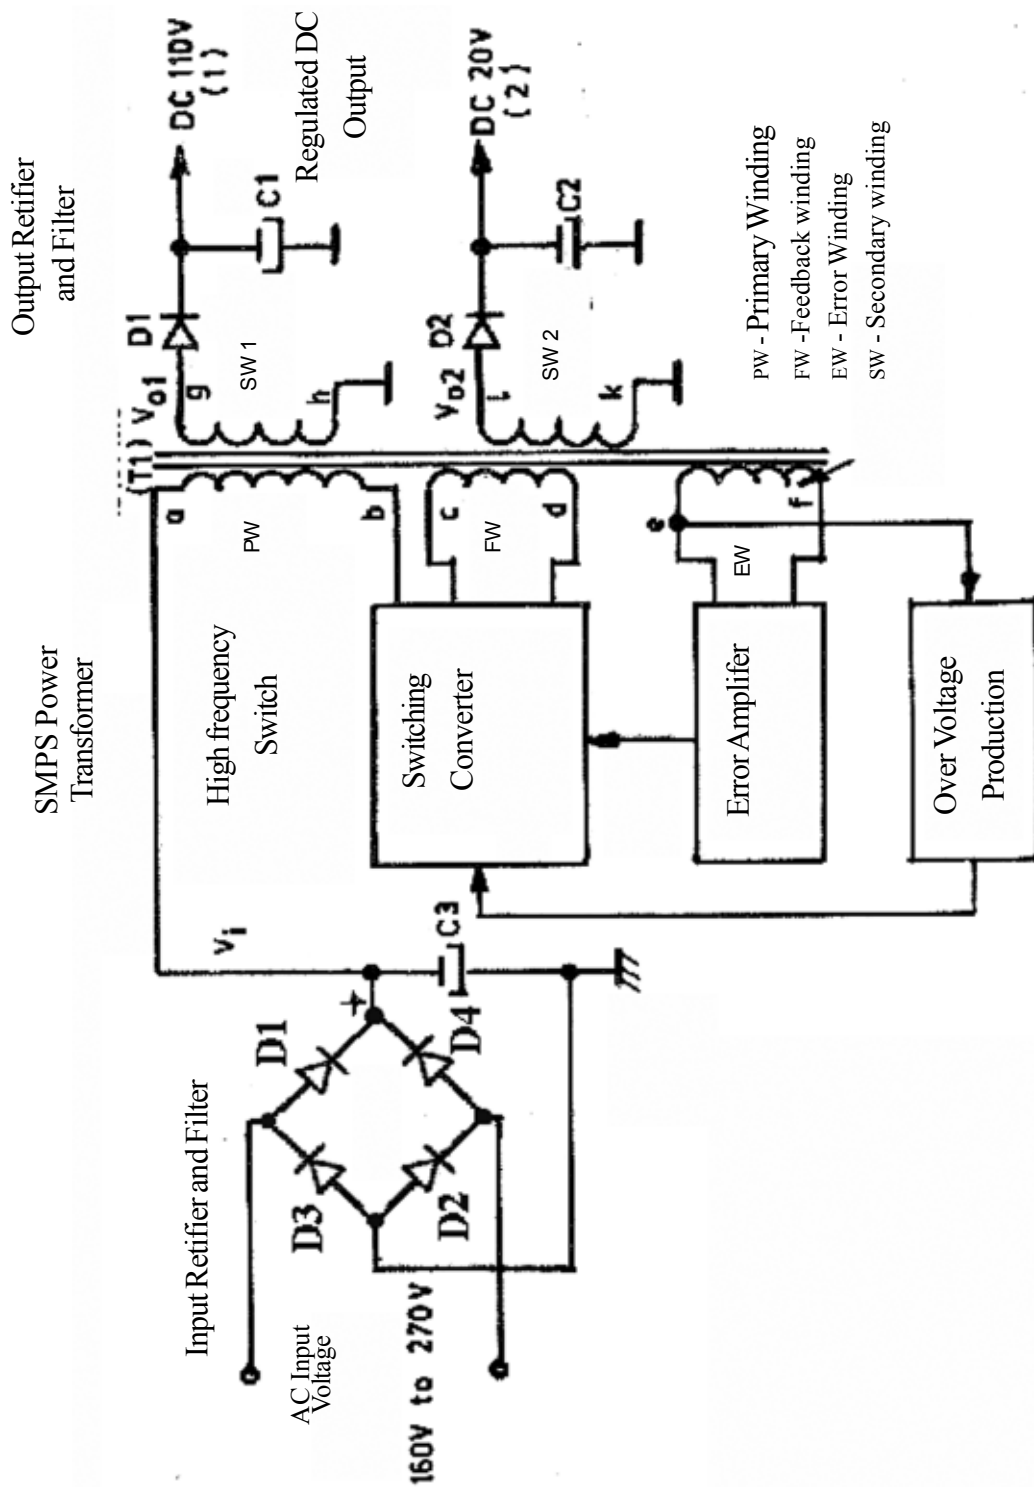 Input Retifier and Filter
SMPS Power
Transformer
Output Retifier
and Filter
(T1)
Vi
a
b
PW
Vo1
g
h
SW 1
D1
C1
DC 110V
(1)
Regulated DC
Output
High frequency
Switch
AC Input
Voltage
160V to 270V
D1
D3
D2
D4
+
C3
Switching
Converter
c
d
FW
Vo2
i
k
SW 2
D2
C2
DC 20V
(2)
Error Amplifer
e
f
EW
Over Voltage
Production
PW - Primary Winding
FW -Feedback winding
EW - Error Winding
SW - Secondary winding